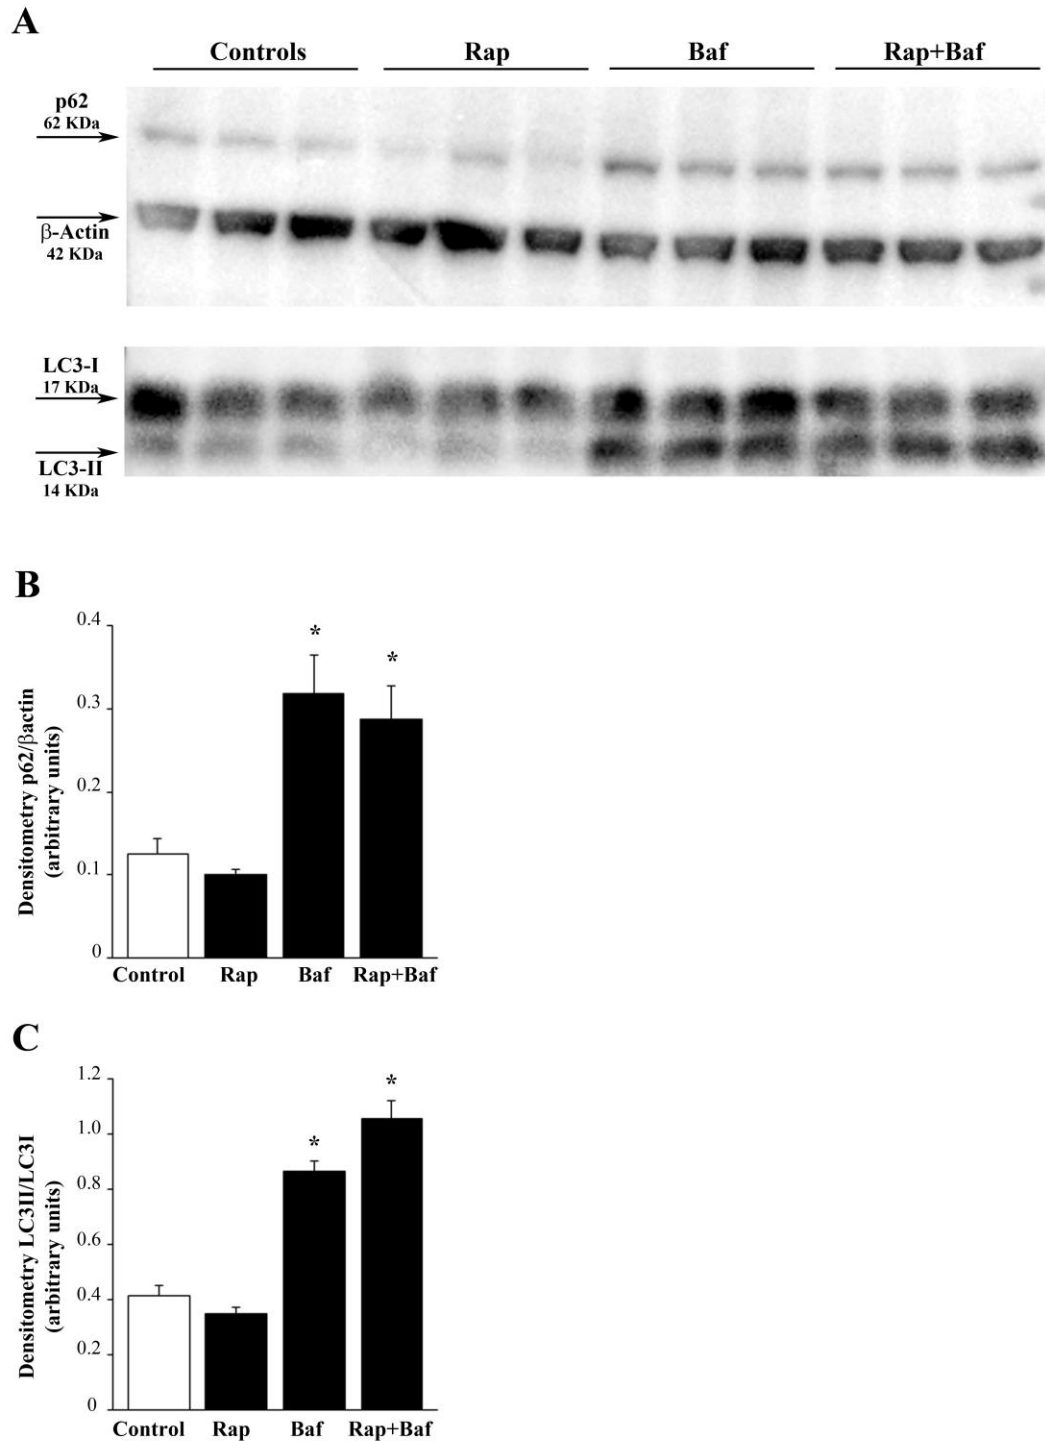 A
Controls Rap Baf Rap+Baf
p62
62 KDa
β-Actin
42 KDa
LC3-I
17 KDa
LC3-II
14 KDa
B
Densitometry p62/βactin
(arbitrary units)
0.4
0.3
0.2
0.1
0
* *
Control Rap Baf Rap+Baf
C
Densitometry LC3II/LC3I
(arbitrary units)
1.2
1.0
0.8
0.6
0.4
0.2
0
* *
Control Rap Baf Rap+Baf